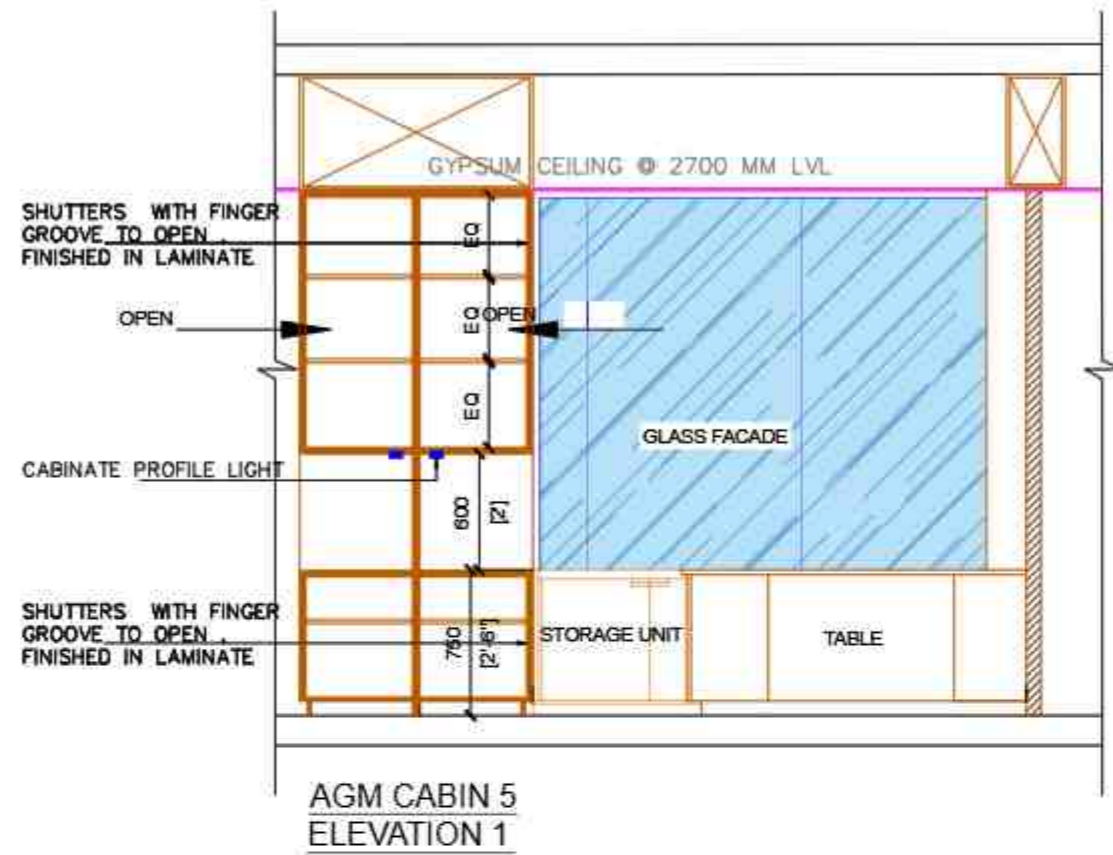 GYPSUM CEILING @ 2700 MM LVL
SHUTTERS WITH FINGER
GROOVE TO OPEN .
FINISHED IN LAMINATE
EQ
OPEN
EQ
OPEN
EQ
GLASS FACADE
CABINATE PROFILE LIGHT
600
[2']
SHUTTERS WITH FINGER
GROOVE TO OPEN .
FINISHED IN LAMINATE
750
[2'-6"]
STORAGE UNIT
TABLE
AGM CABIN 5
ELEVATION 1